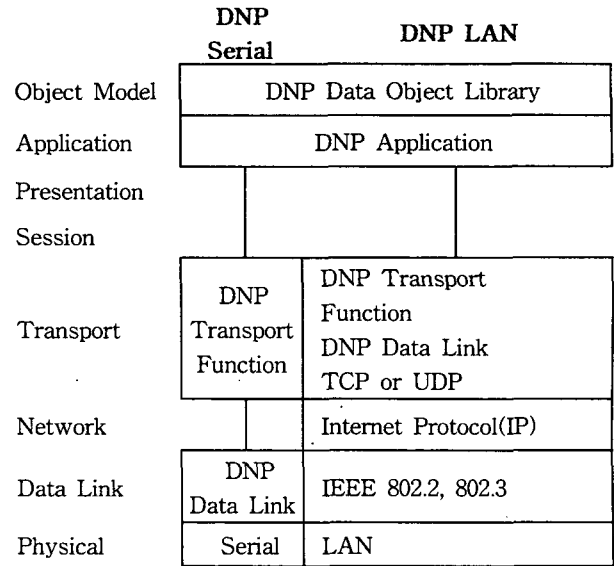 DNP
Serial
DNP LAN
Object Model
DNP Data Object Library
Application
DNP Application
Presentation
Session
Transport
DNP
Transport
Function
DNP Transport
Function
DNP Data Link
TCP or UDP
Network
Internet Protocol(IP)
Data Link
DNP
Data Link
IEEE 802.2, 802.3
Physical
Serial
LAN